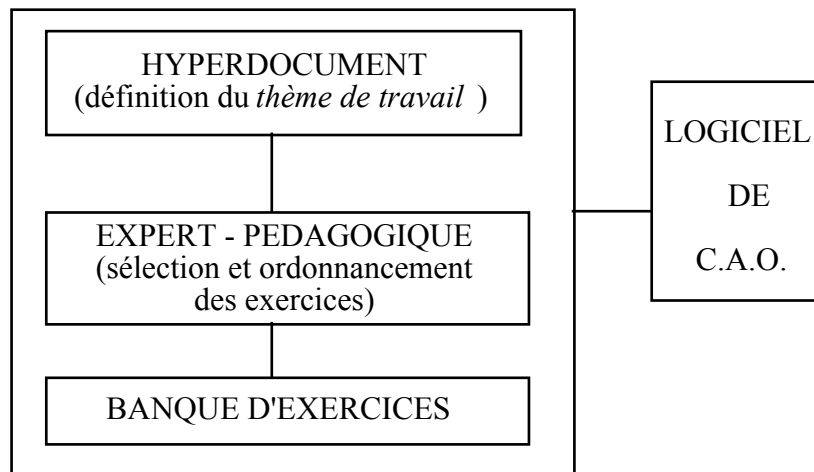 HYPERDOCUMENT
(définition du thème de travail )
EXPERT - PEDAGOGIQUE
(sélection et ordonnancement
des exercices)
BANQUE D'EXERCICES
LOGICIEL
DE
C.A.O.